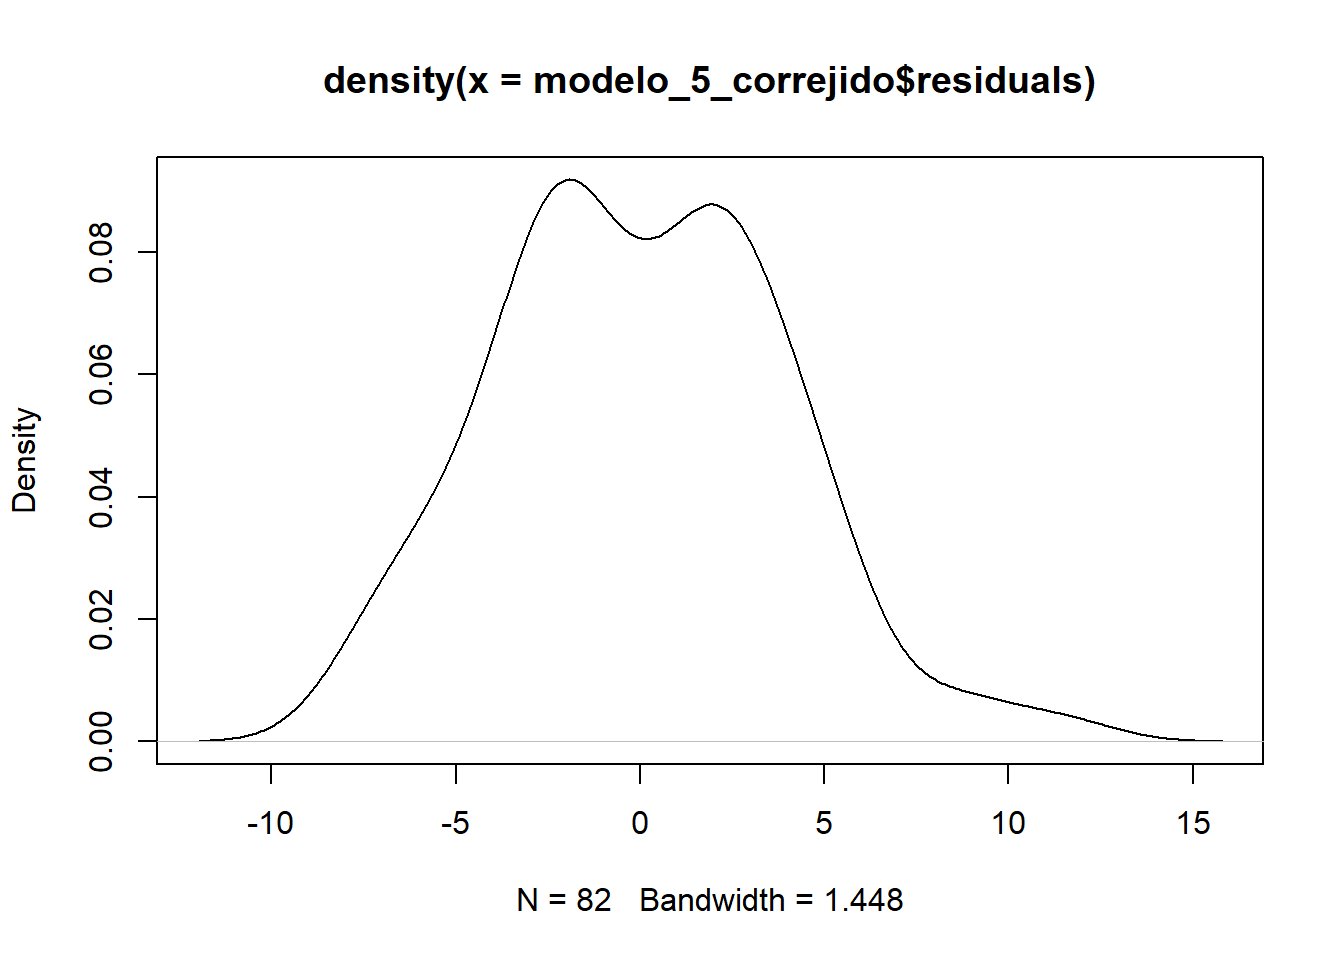 density(x = modelo_5_correjido$residuals)
Density
0.08
0.06
0.04
0.02
0.00
-10 -5 0 5 10 15
N = 82 Bandwidth = 1.448